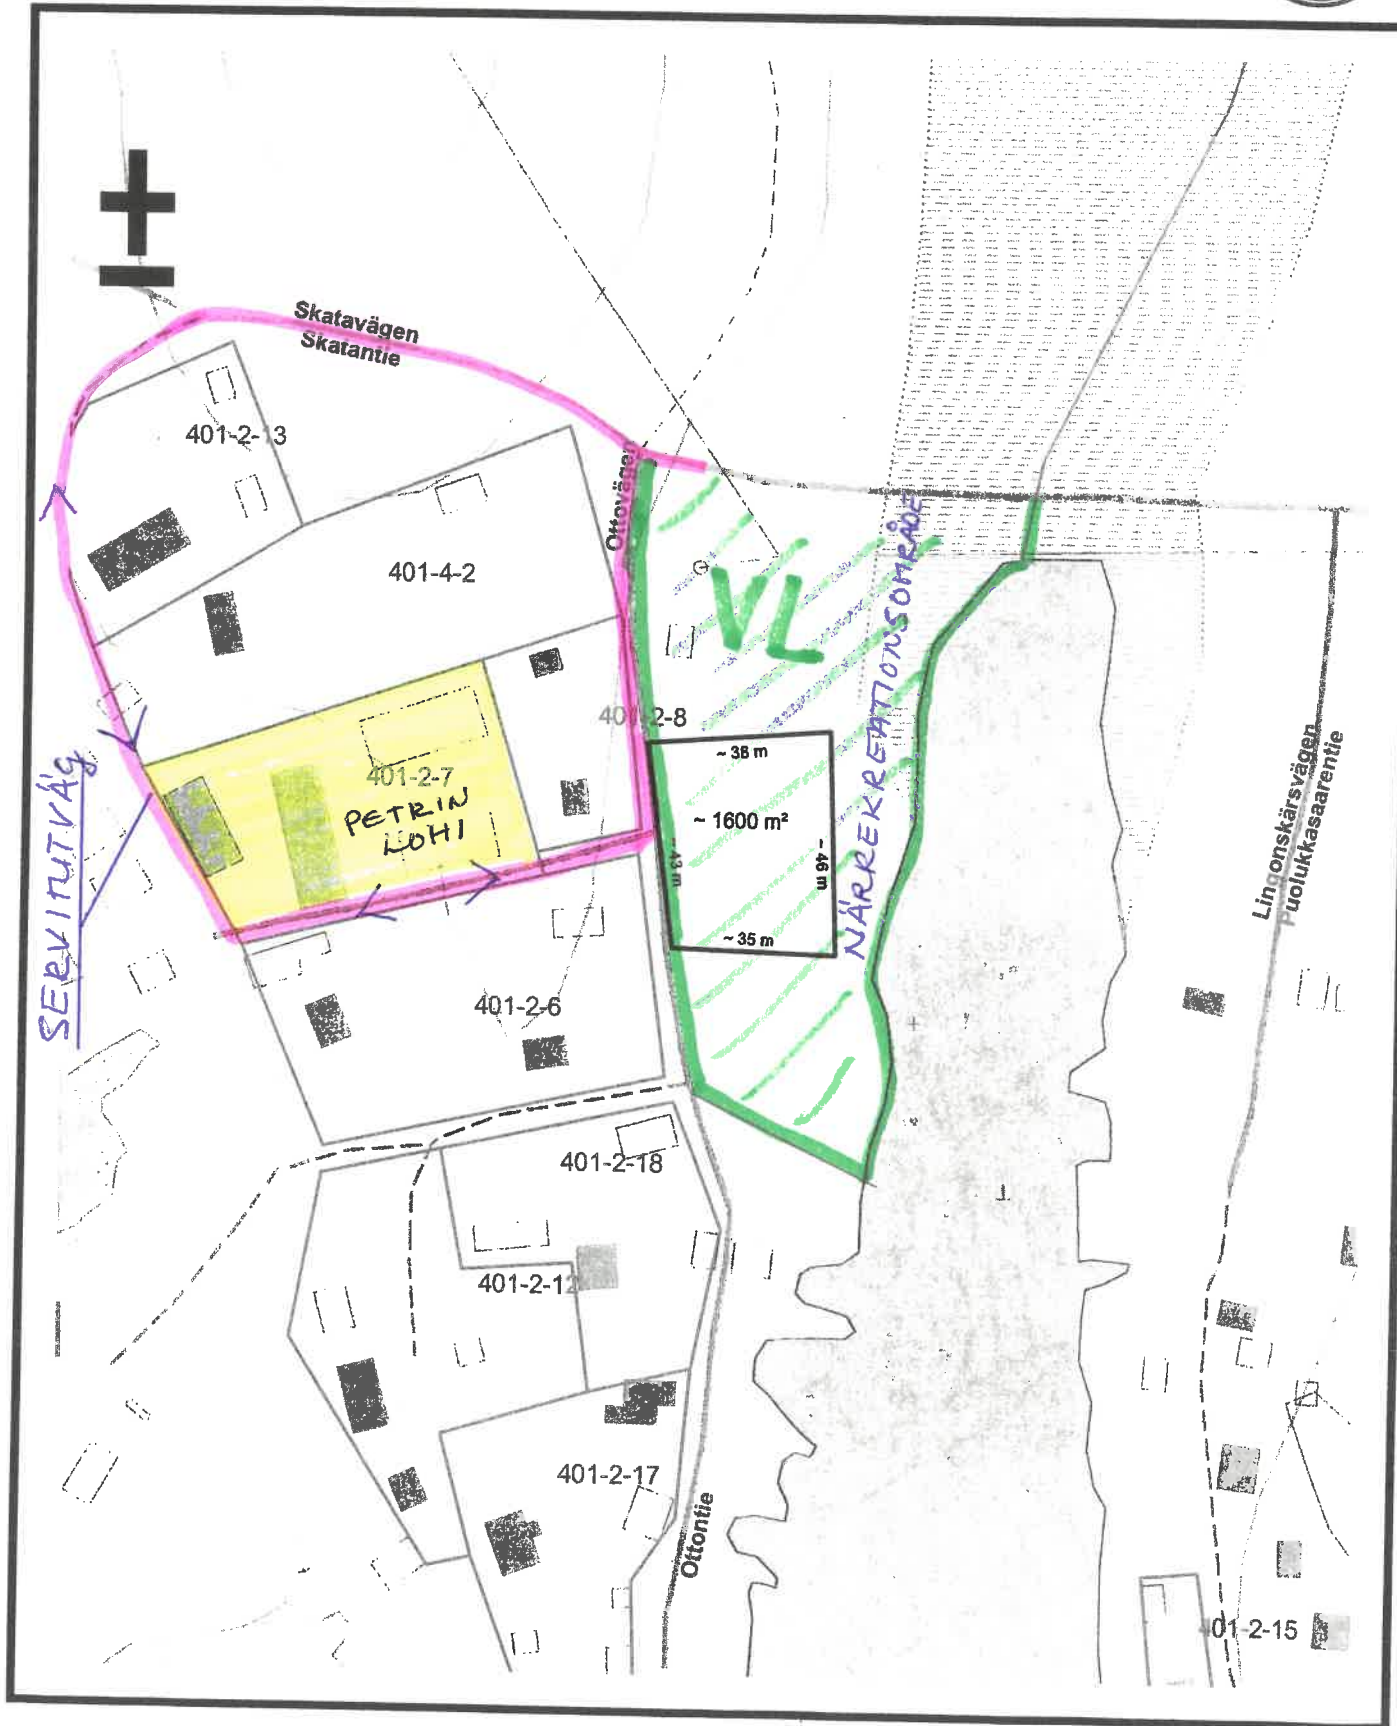 Skatavägen
Skatantie
401-2-13
Ottovägen
401-4-2
VL
NÄRREKREATIONSOMRÅDE
401-2-8
~ 38 m
401-2-7
PETRIN
LOHI
~ 1600 m²
~ 43 m
~ 46 m
~ 35 m
SERVITUTVÄG
Lingonskärsvägen
Puolukkasaarentie
401-2-6
401-2-18
401-2-12
401-2-17
Ottontie
401-2-15